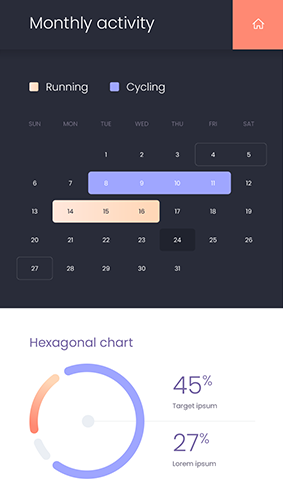 Monthly activity
Running Cycling
SUN MON TUE WED THU FRI SAT
1 2 3 4 5
6 7 8 9 10 11 12
13 14 15 16 17 18 19
20 21 22 23 24 25 26
27 28 29 30 31
Hexagonal chart
45%
Target ipsum
27%
Lorem ipsum